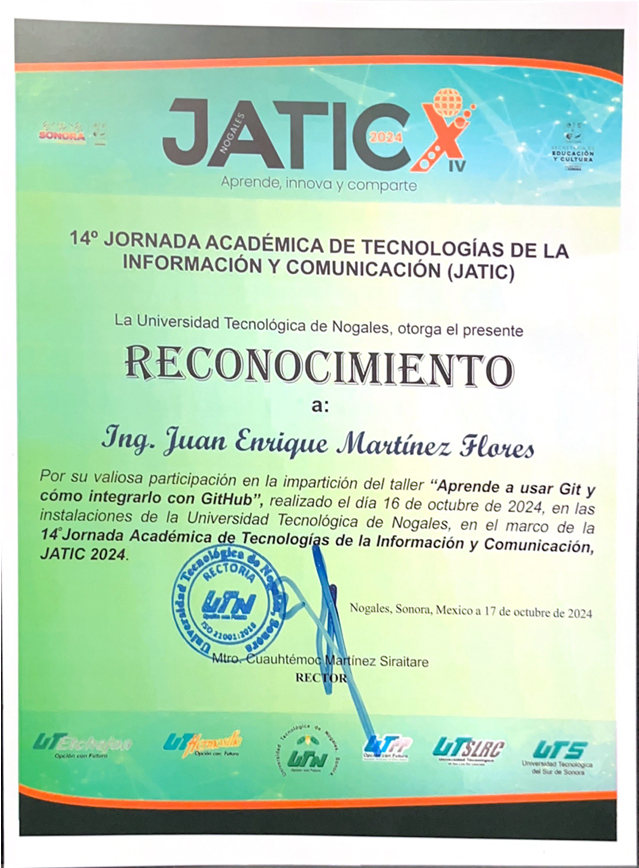 SONORA
NOGALES
JATIC
2024
X
IV
Aprende, innova y comparte
EDUCACIÓN
Y CULTURA
14º JORNADA ACADÉMICA DE TECNOLOGÍAS DE LA
INFORMACIÓN Y COMUNICACIÓN (JATIC)
La Universidad Tecnológica de Nogales, otorga el presente
RECONOCIMIENTO
a:
Ing. Juan Enrique Martínez Flores
Por su valiosa participación en la impartición del taller “Aprende a usar Git y
cómo integrarlo con GitHub”, realizado el día 16 de octubre de 2024, en las
instalaciones de la Universidad Tecnológica de Nogales, en el marco de la
14°Jornada Académica de Tecnologías de la Información y Comunicación,
JATIC 2024.
Universidad Tecnológica de Nogales, Sonora
RECTORIA
UTN
Opción con Futuro
ISO 21001:2018
Nogales, Sonora, Mexico a 17 de octubre de 2024
Mtro. Cuauhtémoc Martínez Siraitare
RECTOR
UTEtchojoa
Opción con Futuro
UTHermosillo
Opción con Futuro
Universidad Tecnológica de Nogales, Sonora
UTN
Opción con Futuro
UTPP
Opción con Futuro
UTSLRC
Universidad Tecnológica
UTS
Universidad Tecnológica
del Sur de Sonora